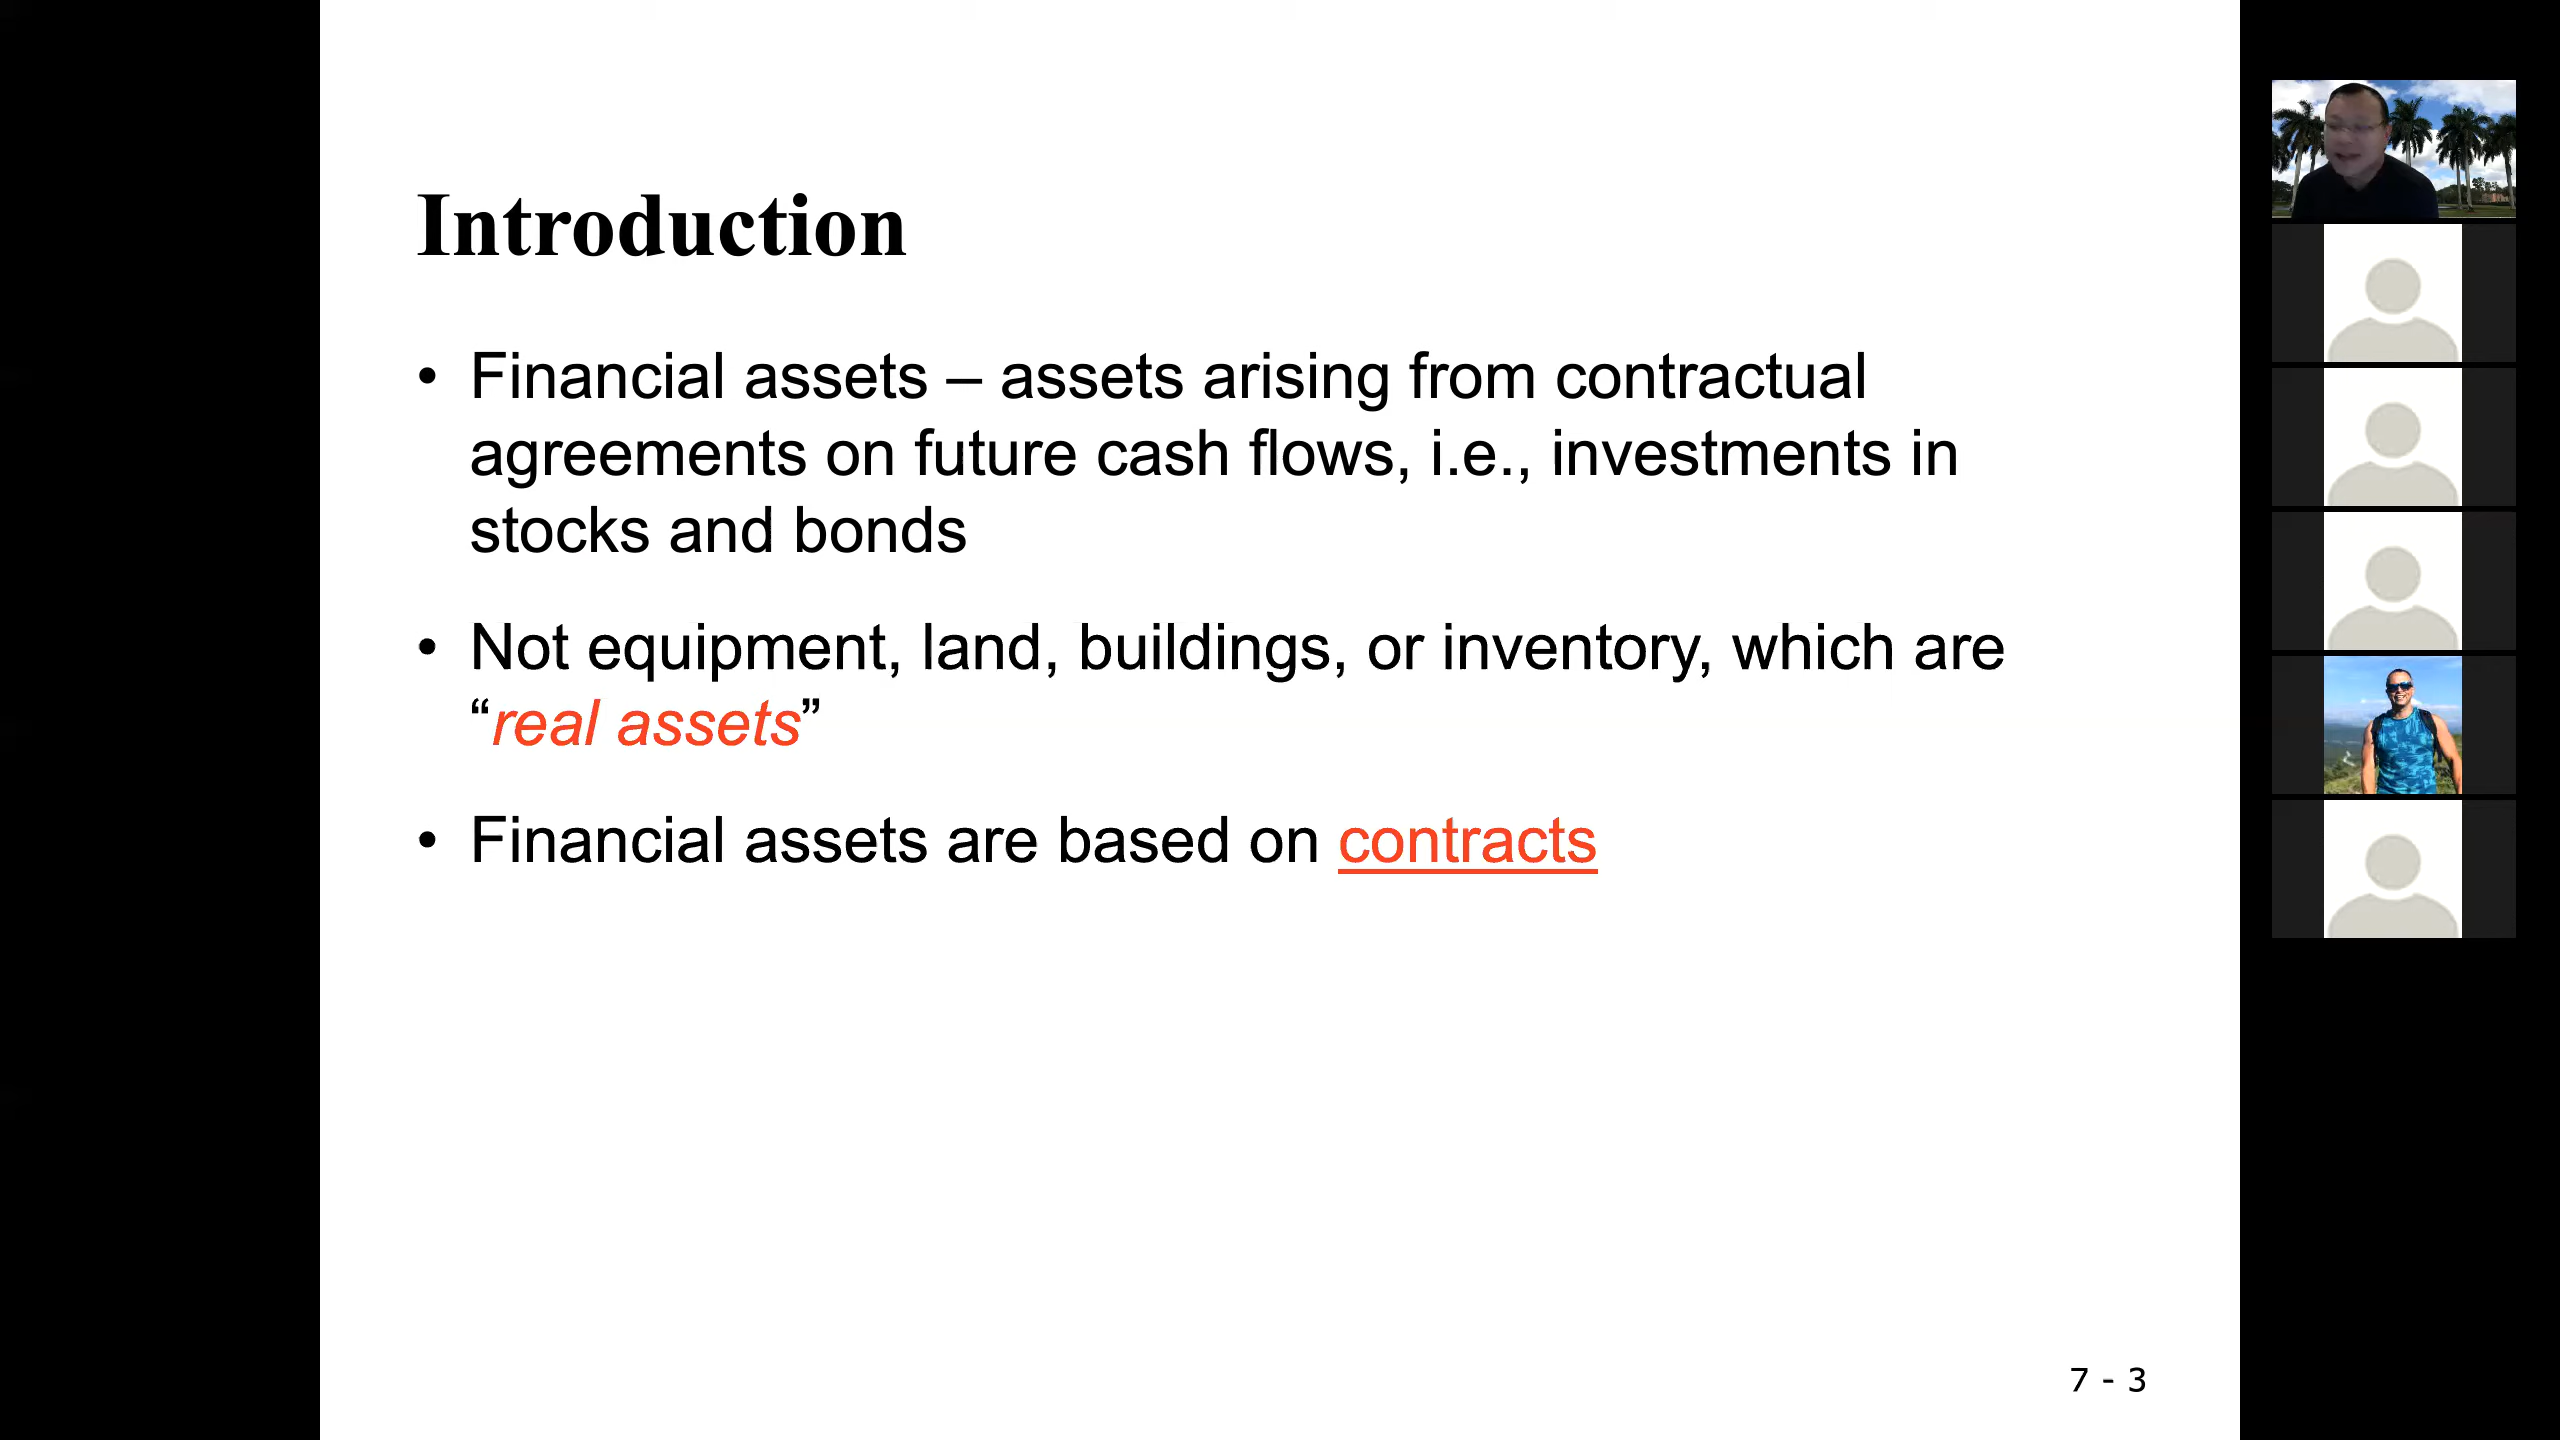 Introduction
• Financial assets – assets arising from contractual
agreements on future cash flows, i.e., investments in
stocks and bonds
• Not equipment, land, buildings, or inventory, which are
“real assets”
• Financial assets are based on contracts
7 - 3